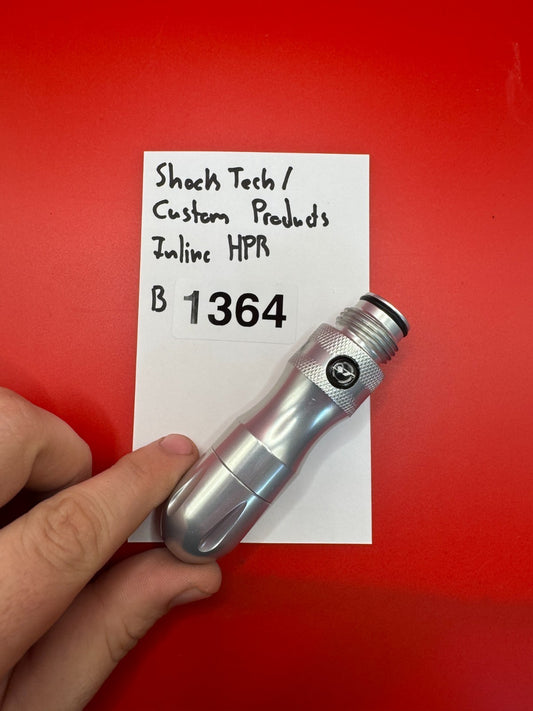 Shock Tech /
Custom Products
Inline HPR
B 1364